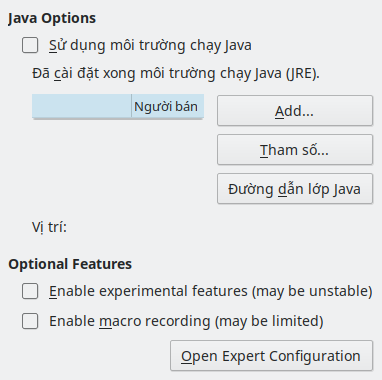 Java Options
Sử dụng môi trường chạy Java
Đã cài đặt xong môi trường chạy Java (JRE).
Người bán
Add...
Tham số...
Đường dẫn lớp Java
Vị trí:
Optional Features
Enable experimental features (may be unstable)
Enable macro recording (may be limited)
Open Expert Configuration